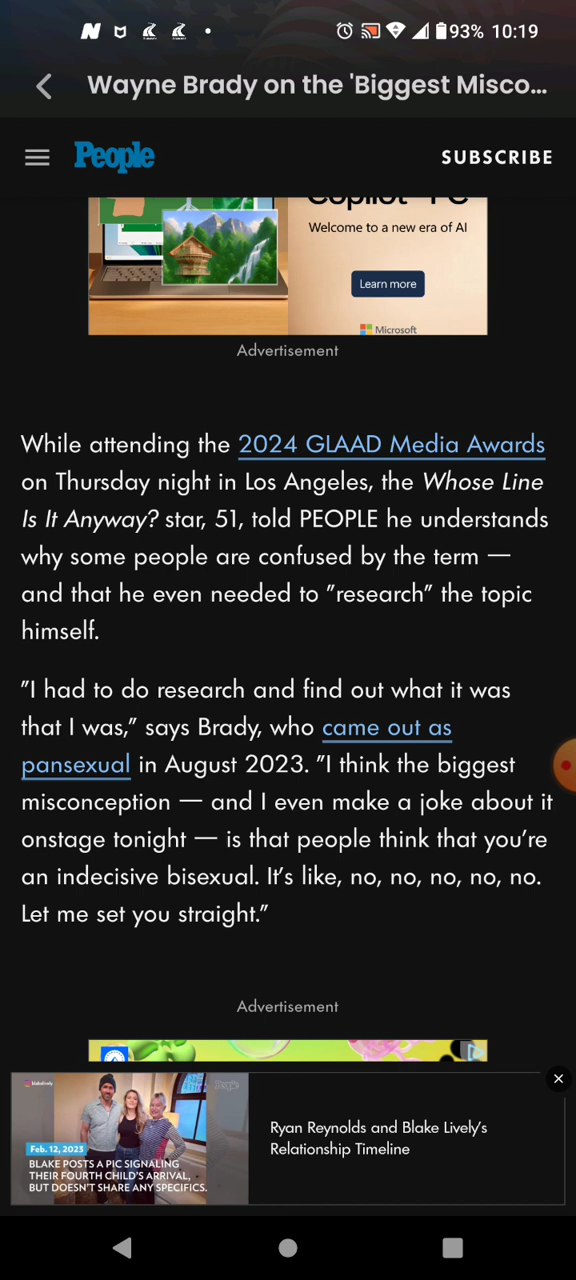 93% 10:19
Wayne Brady on the 'Biggest Misco...
People
SUBSCRIBE
Copilot+ PC
Welcome to a new era of AI
Learn more
Microsoft
Advertisement
While attending the 2024 GLAAD Media Awards
on Thursday night in Los Angeles, the Whose Line
Is It Anyway? star, 51, told PEOPLE he understands
why some people are confused by the term —
and that he even needed to ”research” the topic
himself.
”I had to do research and find out what it was
that I was,” says Brady, who came out as
pansexual in August 2023. ”I think the biggest
misconception — and I even make a joke about it
onstage tonight — is that people think that you’re
an indecisive bisexual. It’s like, no, no, no, no, no.
Let me set you straight.”
Advertisement
People
Feb. 12, 2023
BLAKE POSTS A PIC SIGNALING
THEIR FOURTH CHILD'S ARRIVAL,
BUT DOESN'T SHARE ANY SPECIFICS.
Ryan Reynolds and Blake Lively’s
Relationship Timeline